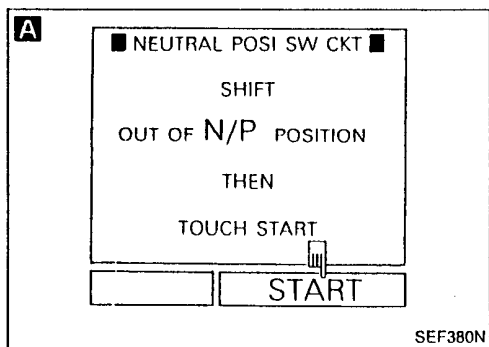 A
■ NEUTRAL POSI SW CKT ■
SHIFT
OUT OF N/P POSITION
THEN
TOUCH START
START
SEF380N